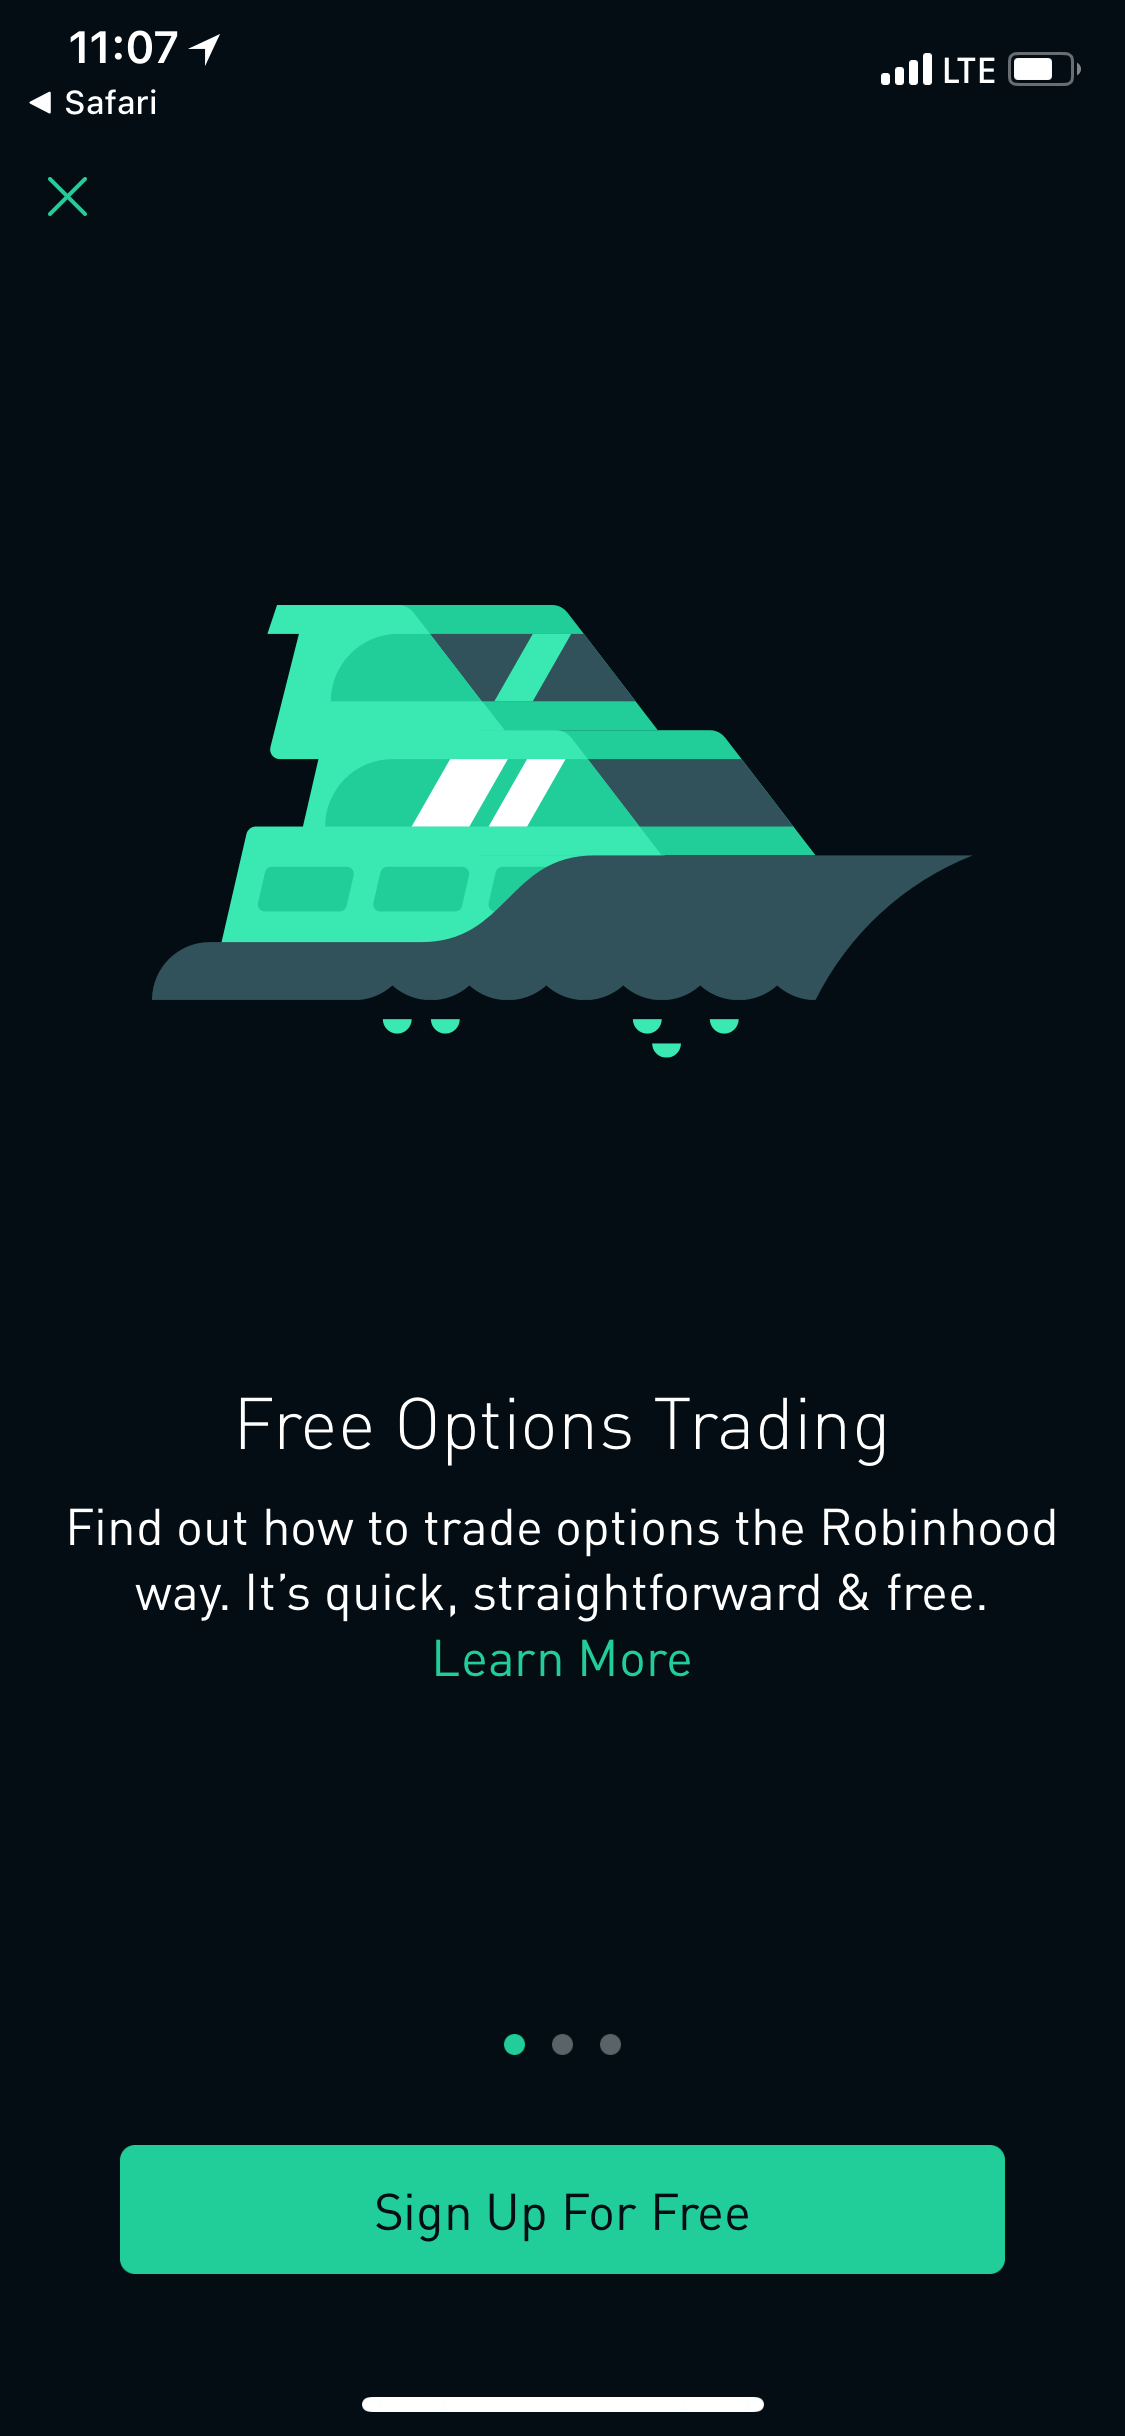 11:07
LTE
Safari
Free Options Trading
Find out how to trade options the Robinhood
way. It’s quick, straightforward & free.
Learn More
Sign Up For Free